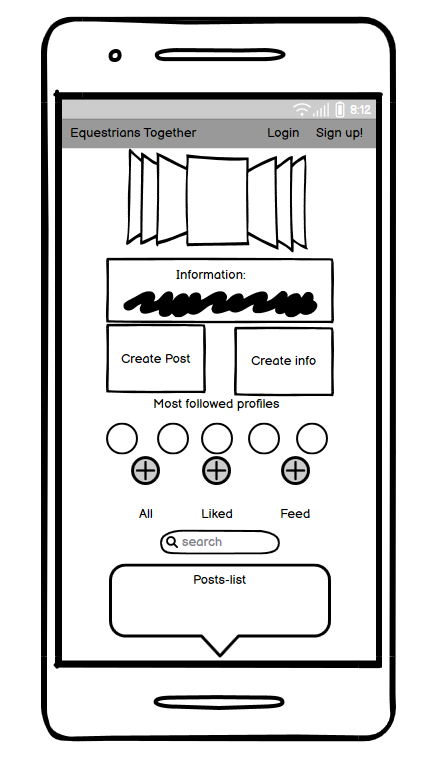 8:12
Equestrians Together Login Sign up!
Information:
Create Post Create info
Most followed profiles
All Liked Feed
search
Posts-list